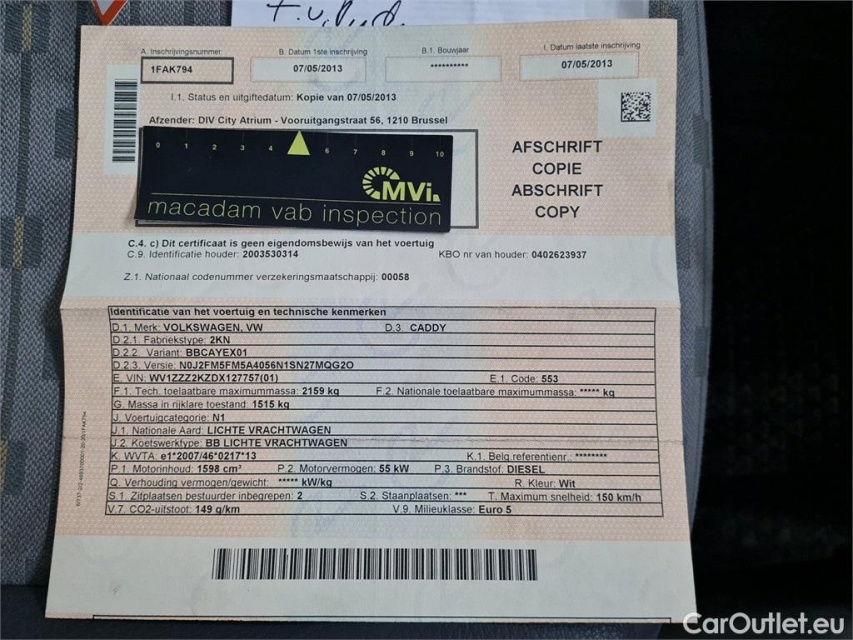 A. Inschrijvingsnummer B. Datum 1ste inschrijving B.1. Bouwjaar I. Datum laatste inschrijving
1FAK794 07/05/2013 ********** 07/05/2013
I.1. Status en uitgiftedatum: Kopie van 07/05/2013
Afzender: DIV City Atrium - Vooruitgangstraat 56, 1210 Brussel
0 1 2 3 4 6 7 8 9 10
MVi.
macadam vab inspection
AFSCHRIFT
COPIE
ABSCHRIFT
COPY
C.4. c) Dit certificaat is geen eigendomsbewijs van het voertuig
C.9. Identificatie houder: 2003530314 KBO nr van houder: 0402623937
Z.1. Nationaal codenummer verzekeringsmaatschappij: 00058
Identificatie van het voertuig en technische kenmerken
D.1. Merk: VOLKSWAGEN, VW D.3. CADDY
D.2.1. Fabriekstype: 2KN
D.2.2. Variant: BBCAYEX01
D.2.3. Versie: N0J2FM5FM5A4056N1SN27MQG2O
E. VIN: WV1ZZZ2KZDX127757(01) E.1. Code: 553
F.1. Tech. toelaatbare maximummassa: 2159 kg F.2. Nationale toelaatbare maximummassa: ***** kg
G. Massa in rijklare toestand: 1515 kg
J. Voertuigcategorie: N1
J.1. Nationale Aard: LICHTE VRACHTWAGEN
J.2. Koetswerktype: BB LICHTE VRACHTWAGEN
K. WVTA: e1*2007/46*0217*13 K.1. Belg.referentienr.: ********
P.1. Motorinhoud: 1598 cm³ P.2. Motorvermogen: 55 kW P.3. Brandstof: DIESEL
Q. Verhouding vermogen/gewicht: ***** kW/kg R. Kleur: Wit
S.1. Zitplaatsen bestuurder inbegrepen: 2 S.2. Staanplaatsen: *** T. Maximum snelheid: 150 km/h
V.7. CO2-uitstoot: 149 g/km V.9. Milieuklasse: Euro 5
CarOutlet.eu